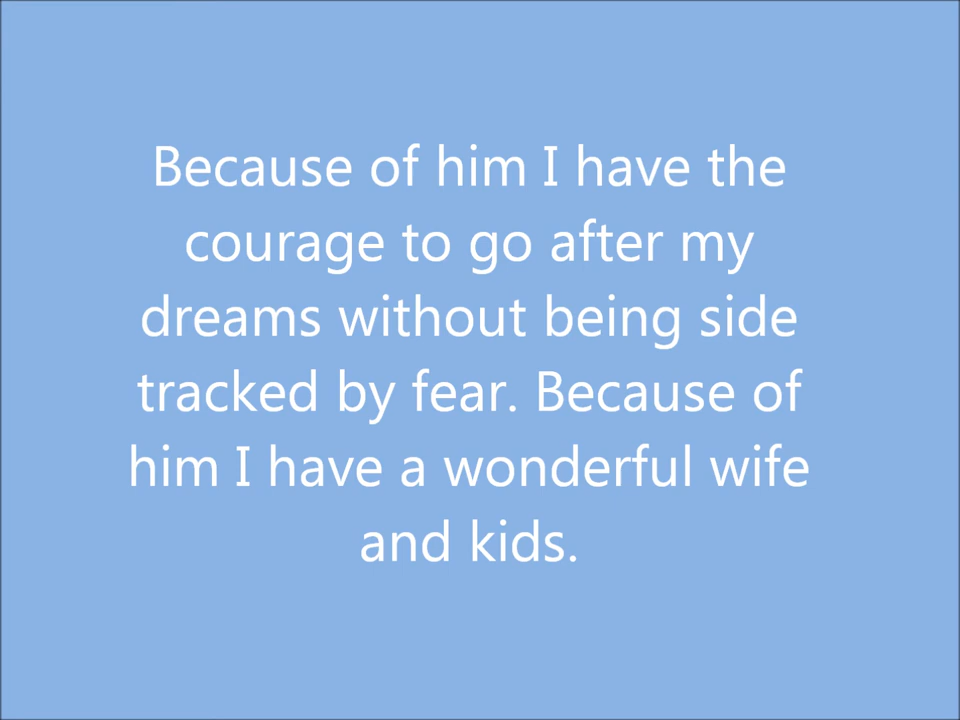 Because of him I have the
courage to go after my
dreams without being side
tracked by fear. Because of
him I have a wonderful wife
and kids.